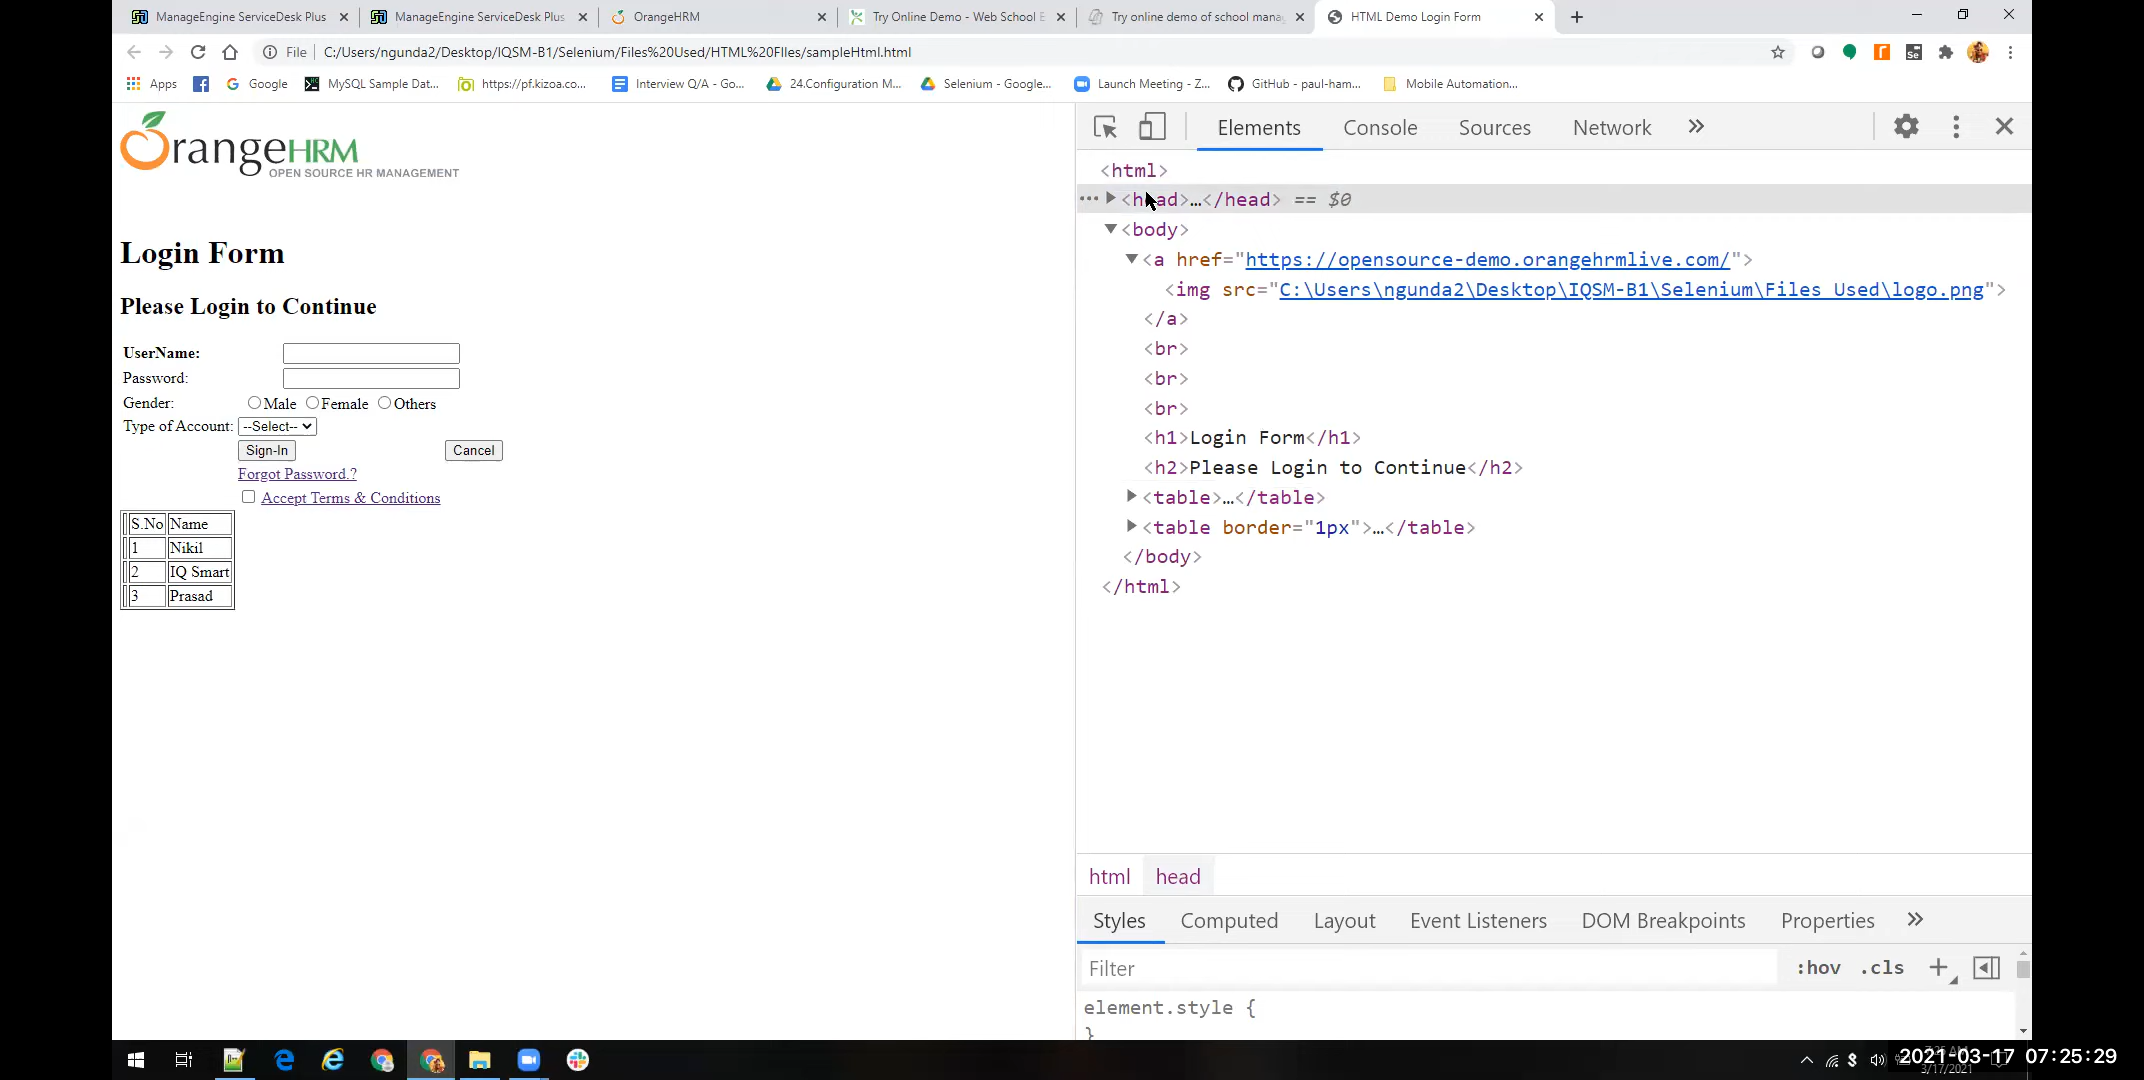 ManageEngine ServiceDesk Plus
ManageEngine ServiceDesk Plus
OrangeHRM
Try Online Demo - Web School E
Try online demo of school mana
HTML Demo Login Form
File C:/Users/ngunda2/Desktop/IQSM-B1/Selenium/Files%20Used/HTML%20FIles/sampleHtml.html
Apps
Google
MySQL Sample Dat...
https://pf.kizoa.co...
Interview Q/A - Go...
24.Configuration M...
Selenium - Google...
Launch Meeting - Z...
GitHub - paul-ham...
Mobile Automation...
OrangeHRM
OPEN SOURCE HR MANAGEMENT
Login Form
Please Login to Continue
UserName:
Password:
Gender: Male Female Others
Type of Account: --Select--
Sign-In Cancel
Forgot Password.?
Accept Terms & Conditions
S.No Name
1 Nikil
2 IQ Smart
3 Prasad
Elements Console Sources Network »
<html>
<head>…</head> == $0
<body>
<a href="https://opensource-demo.orangehrmlive.com/">
<img src="C:\Users\ngunda2\Desktop\IQSM-B1\Selenium\Files Used\logo.png">
</a>
<br>
<br>
<br>
<h1>Login Form</h1>
<h2>Please Login to Continue</h2>
<table>…</table>
<table border="1px">…</table>
</body>
</html>
html head
Styles Computed Layout Event Listeners DOM Breakpoints Properties »
Filter :hov .cls +
element.style {
}
2021-03-17 07:25:29
3/17/2021